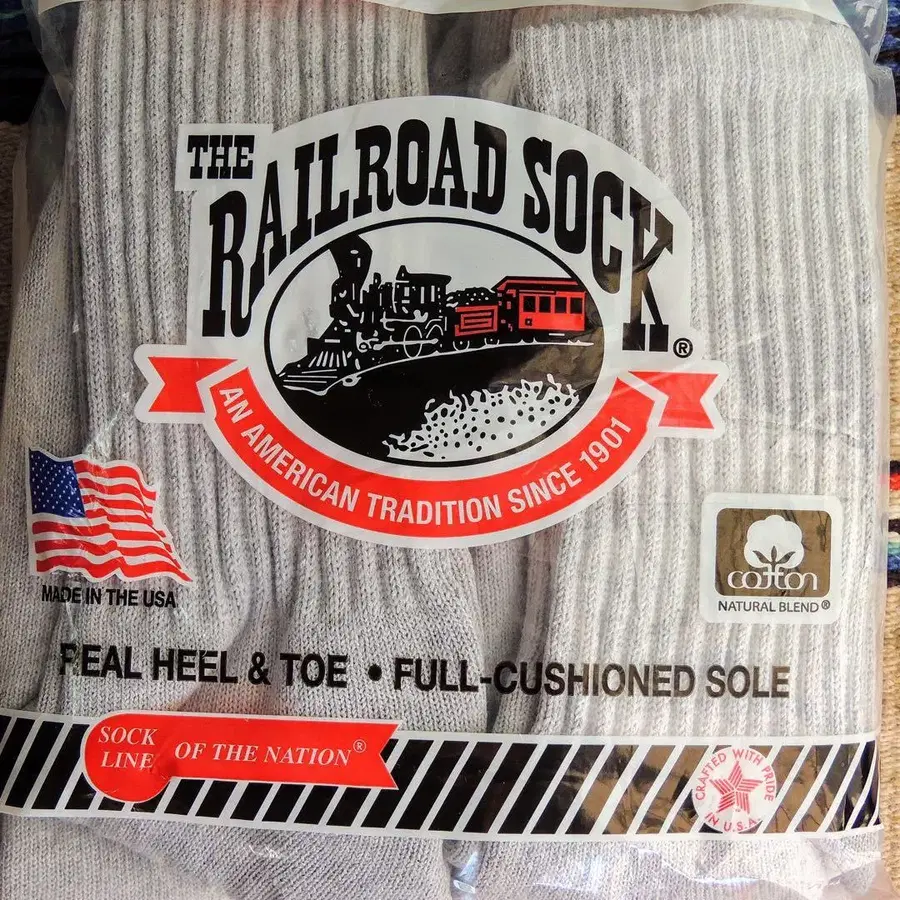 THE
RAILROAD SOCK®
AN AMERICAN TRADITION SINCE 1901
MADE IN THE USA
cotton
NATURAL BLEND®
REAL HEEL & TOE • FULL-CUSHIONED SOLE
SOCK
LINE
OF THE NATION®
CRAFTED WITH PRIDE
IN U.S.A.